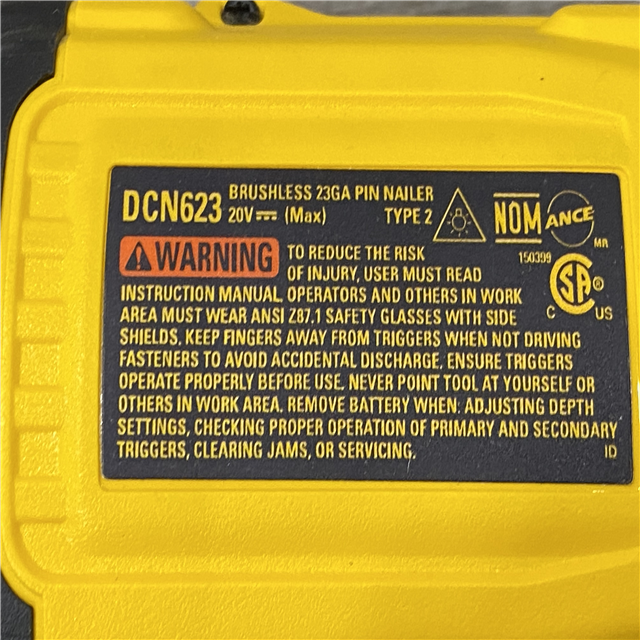 DCN623 BRUSHLESS 23GA PIN NAILER
20V⎓ (Max) TYPE 2
NOM ANCE
MR
⚠WARNING TO REDUCE THE RISK
150399
OF INJURY, USER MUST READ
INSTRUCTION MANUAL. OPERATORS AND OTHERS IN WORK
AREA MUST WEAR ANSI Z87.1 SAFETY GLASSES WITH SIDE
SHIELDS. KEEP FINGERS AWAY FROM TRIGGERS WHEN NOT DRIVING
FASTENERS TO AVOID ACCIDENTAL DISCHARGE. ENSURE TRIGGERS
OPERATE PROPERLY BEFORE USE. NEVER POINT TOOL AT YOURSELF OR
OTHERS IN WORK AREA. REMOVE BATTERY WHEN: ADJUSTING DEPTH
SETTINGS, CHECKING PROPER OPERATION OF PRIMARY AND SECONDARY
TRIGGERS, CLEARING JAMS, OR SERVICING.
C SA ® US
ID